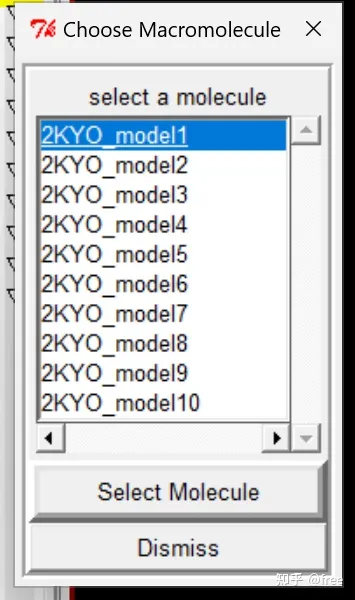 Choose Macromolecule
select a molecule
2KYO_model1
2KYO_model2
2KYO_model3
2KYO_model4
2KYO_model5
2KYO_model6
2KYO_model7
2KYO_model8
2KYO_model9
2KYO_model10
Select Molecule
Dismiss
知乎 @free